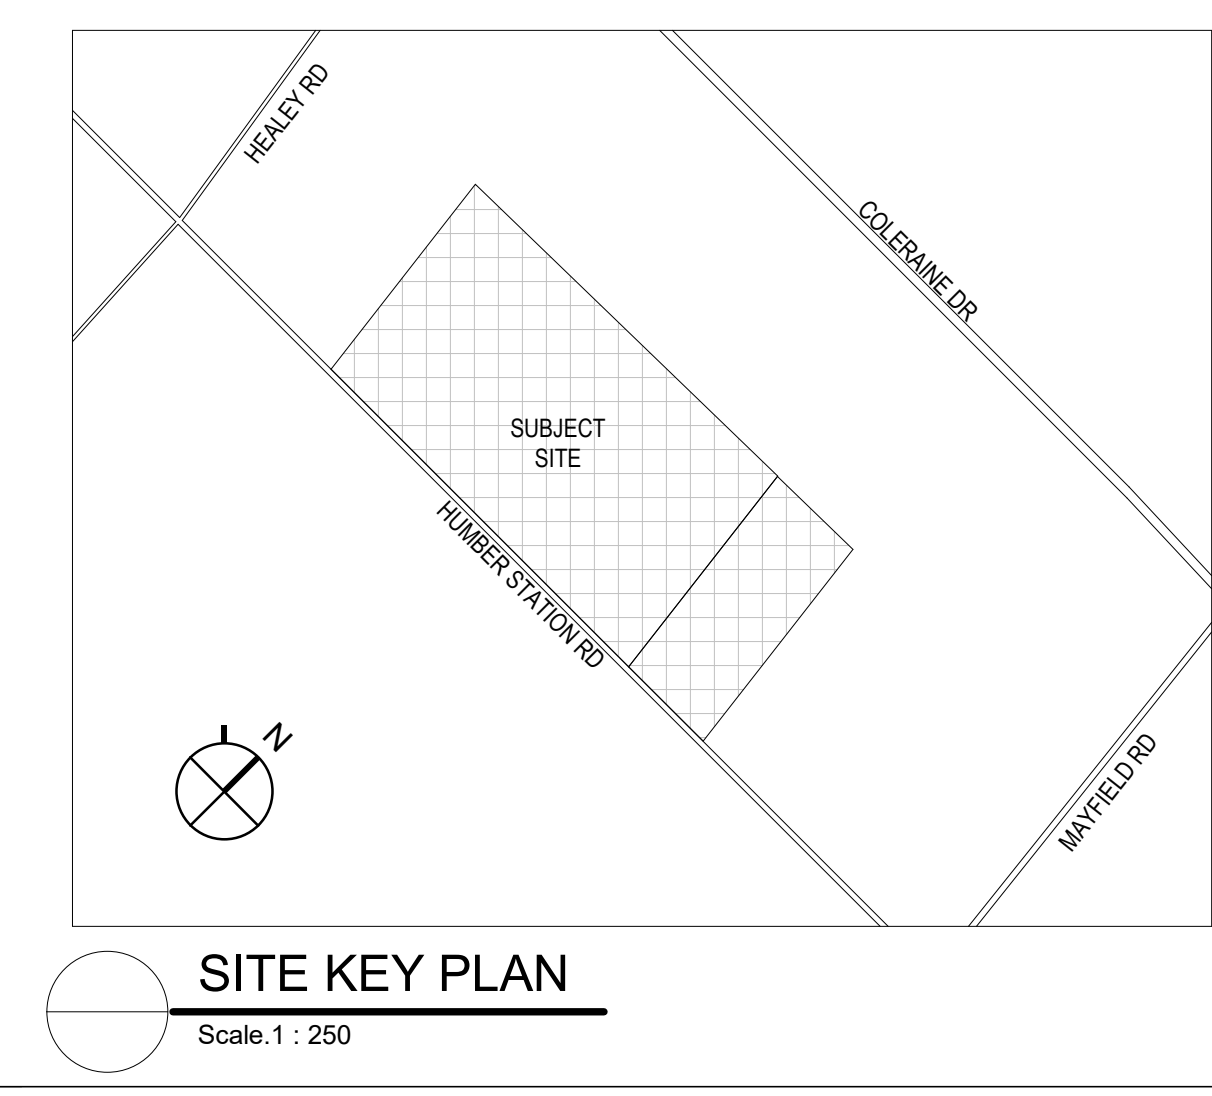 HEALEY RD
COLERAINE DR
SUBJECT
SITE
HUMBER STATION RD
N
MAYFIELD RD
SITE KEY PLAN
Scale.1 : 250